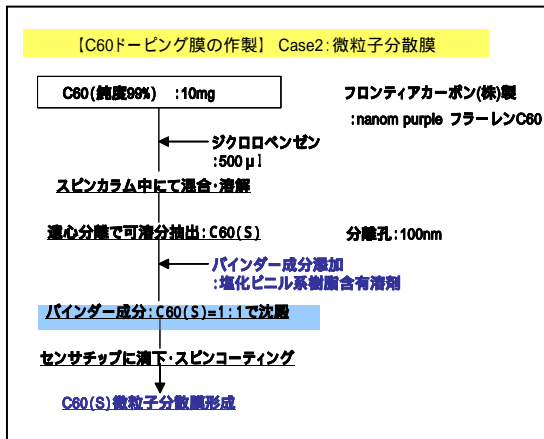 【C60ドーピング膜の作製】 Case2:微粒子分散膜
C60(純度99%) :10mg
フロンティアカーボン(株)製
:nanom purple フラーレンC60
ジクロロベンゼン
:500μl
スピンカラム中にて混合・溶解
遠心分離で可溶分抽出:C60(S)
分離孔:100nm
バインダー成分添加
:塩化ビニル系樹脂含有溶剤
バインダー成分:C60(S)=1:1で沈殿
センサチップに滴下・スピンコーティング
C60(S)微粒子分散膜形成